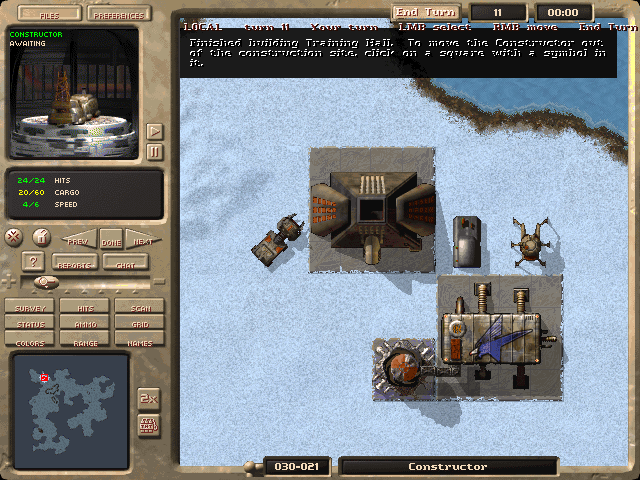 FILES
PREFERENCES
End Turn
11
00:00
LOCAL turn 11 Your turn LMB select RMB move End Turn
Finished building Training Hall. To move the Constructor out
of the construction site, click on a square with a symbol in
it.
CONSTRUCTOR
AWAITING
24/24 HITS
20/60 CARGO
4/6 SPEED
PREV
DONE
NEXT
?
REPORTS
CHAT
SURVEY
HITS
SCAN
STATUS
AMMO
GRID
COLORS
RANGE
NAMES
2x
030-021
Constructor